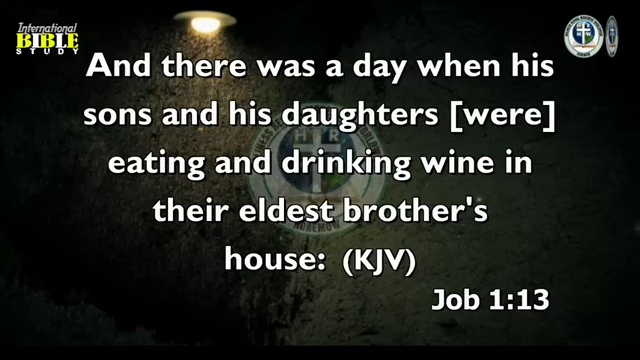 International
BIBLE
STUDY
And there was a day when his
sons and his daughters [were]
eating and drinking wine in
their eldest brother's
house: (KJV)
Job 1:13